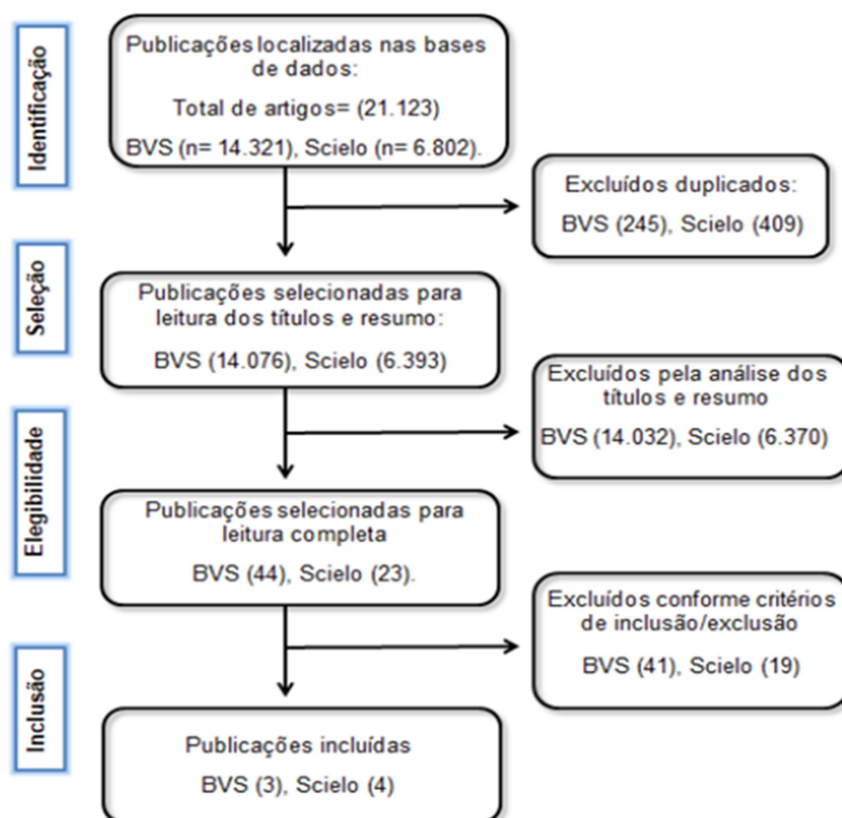 Identificação
Publicações localizadas nas bases
de dados:
Total de artigos= (21.123)
BVS (n= 14.321), Scielo (n= 6.802).
Excluídos duplicados:
BVS (245), Scielo (409)
Seleção
Publicações selecionadas para
leitura dos títulos e resumo:
BVS (14.076), Scielo (6.393)
Excluídos pela análise dos
títulos e resumo
BVS (14.032), Scielo (6.370)
Elegibilidade
Publicações selecionadas para
leitura completa
BVS (44), Scielo (23).
Excluídos conforme critérios
de inclusão/exclusão
BVS (41), Scielo (19)
Inclusão
Publicações incluídas
BVS (3), Scielo (4)